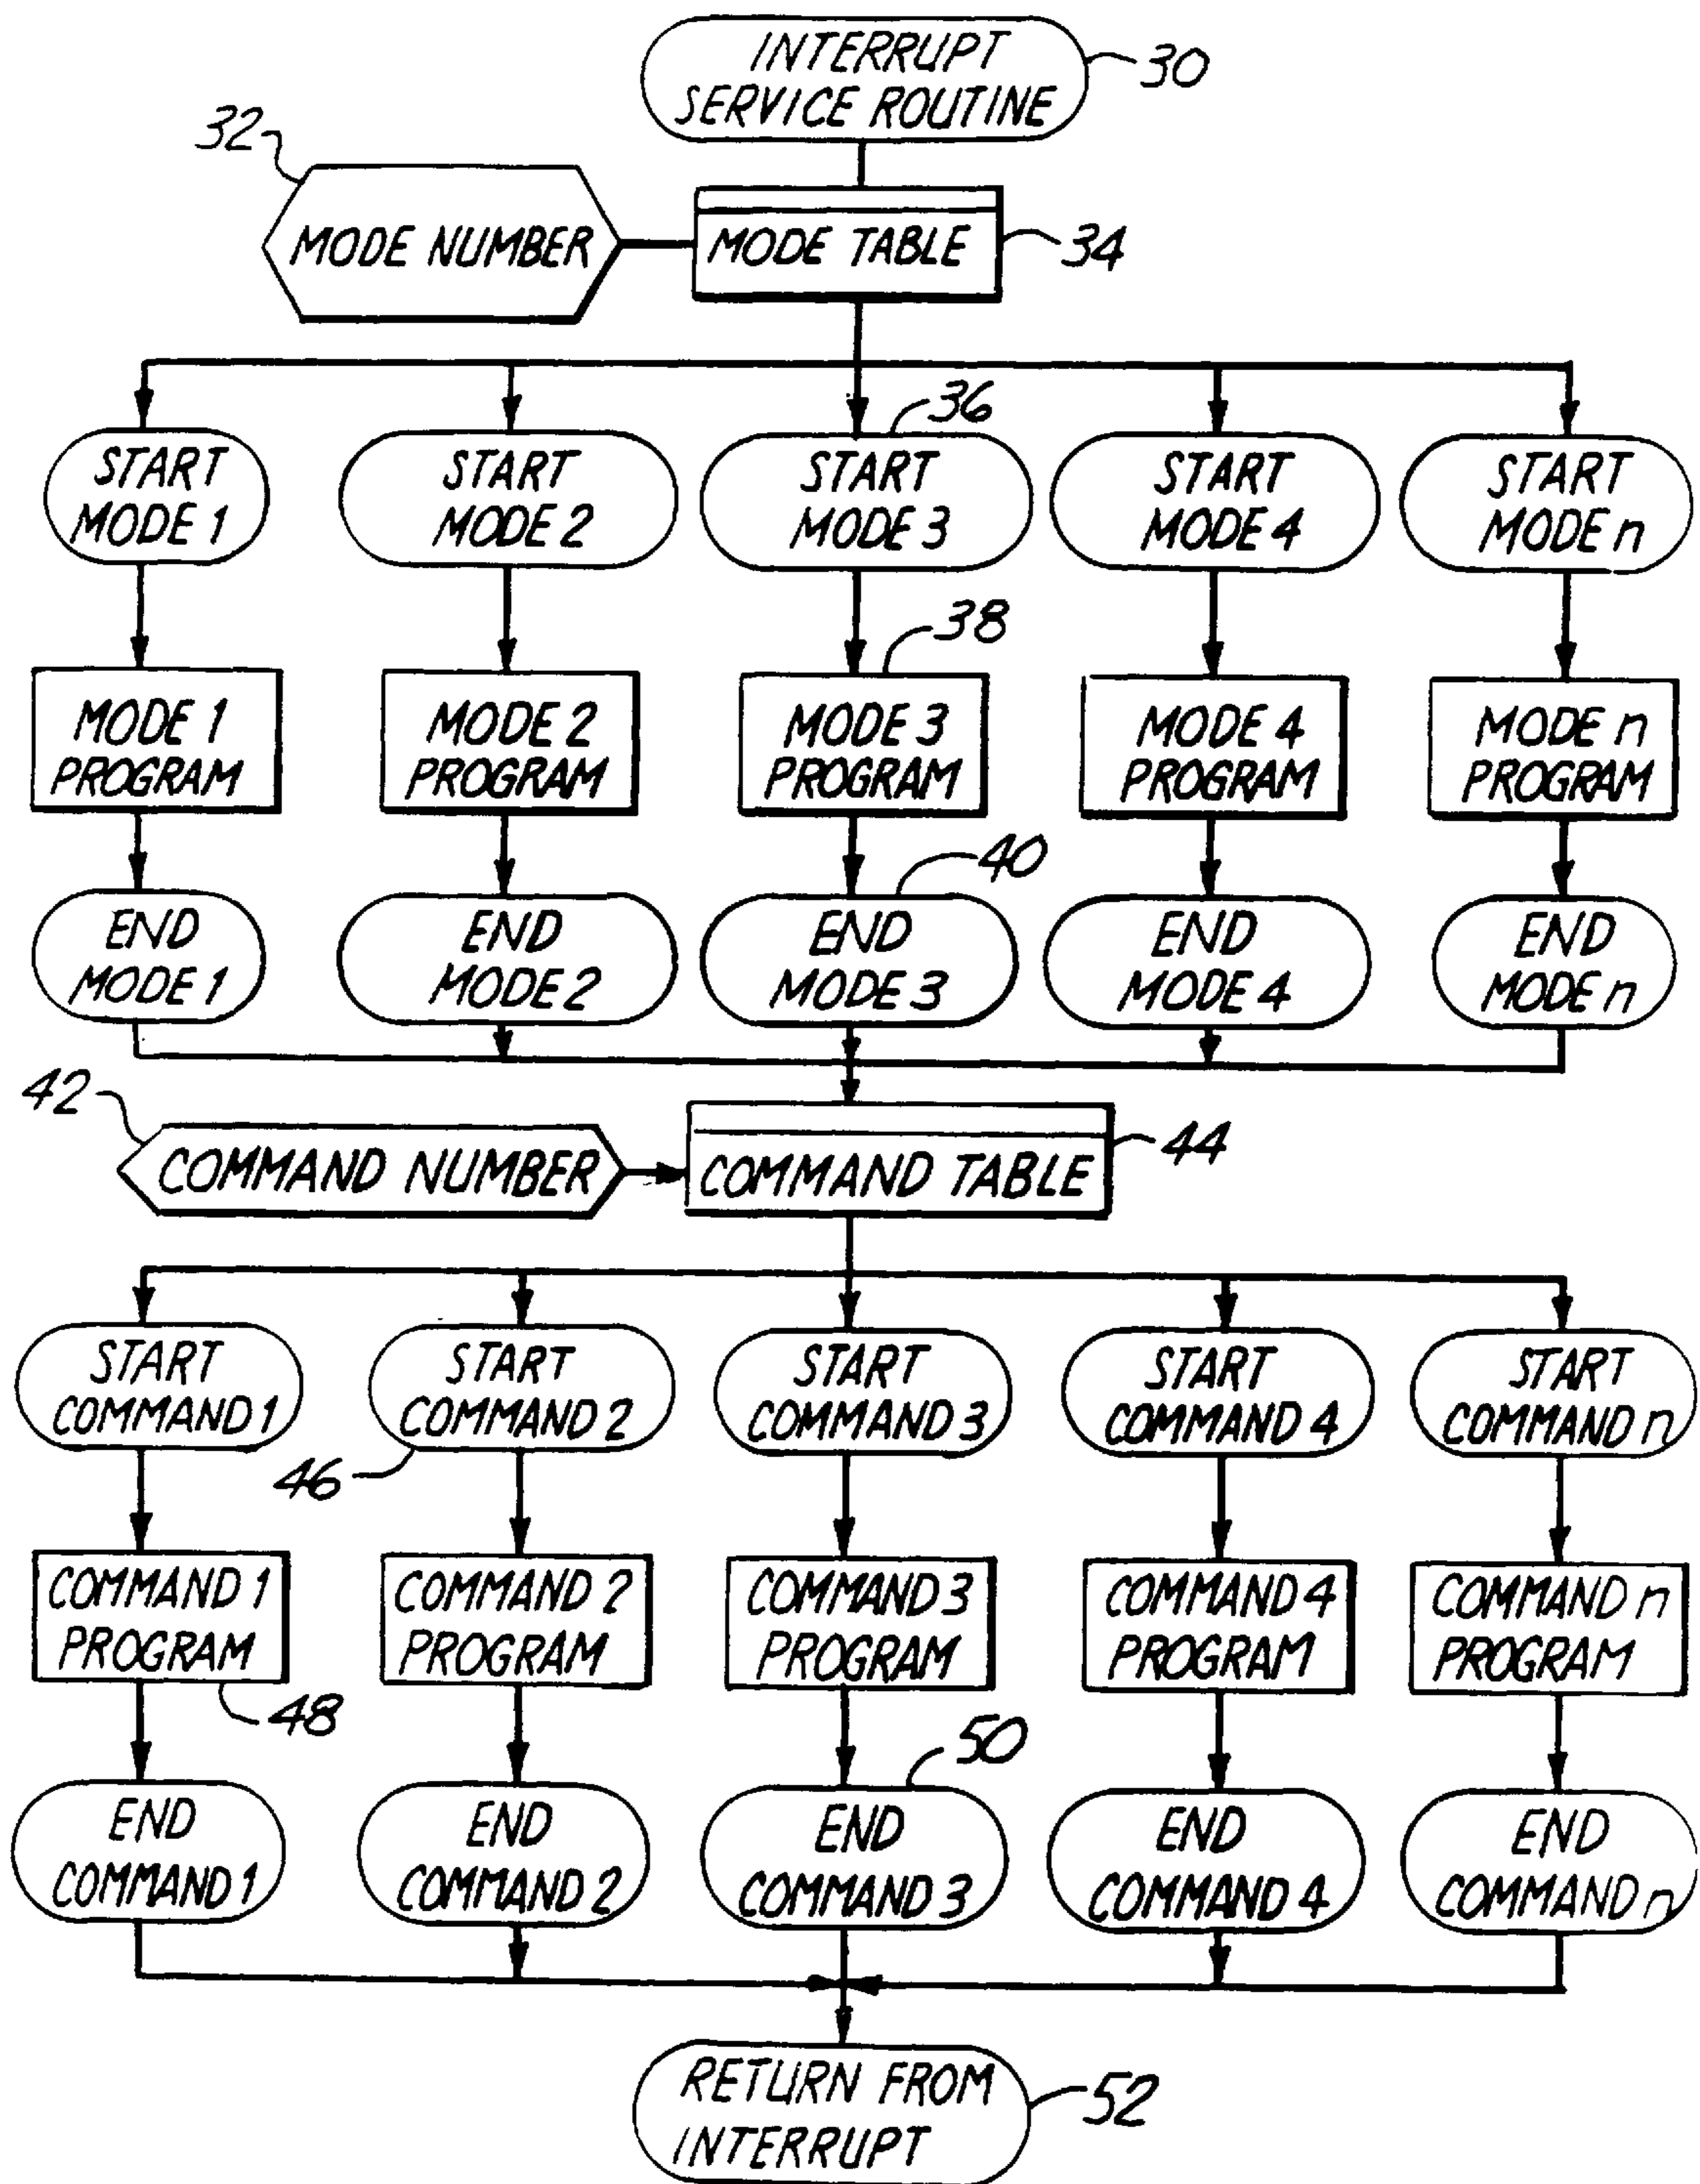 INTERRUPT
SERVICE ROUTINE
30
32
MODE NUMBER
MODE TABLE
34
36
START
MODE 1
START
MODE 2
START
MODE 3
START
MODE 4
START
MODE n
38
MODE 1
PROGRAM
MODE 2
PROGRAM
MODE 3
PROGRAM
MODE 4
PROGRAM
MODE n
PROGRAM
40
END
MODE 1
END
MODE 2
END
MODE 3
END
MODE 4
END
MODE n
42
COMMAND NUMBER
COMMAND TABLE
44
START
COMMAND 1
START
COMMAND 2
START
COMMAND 3
START
COMMAND 4
START
COMMAND n
46
COMMAND 1
PROGRAM
COMMAND 2
PROGRAM
COMMAND 3
PROGRAM
COMMAND 4
PROGRAM
COMMAND n
PROGRAM
48
50
END
COMMAND 1
END
COMMAND 2
END
COMMAND 3
END
COMMAND 4
END
COMMAND n
RETURN FROM
INTERRUPT
52